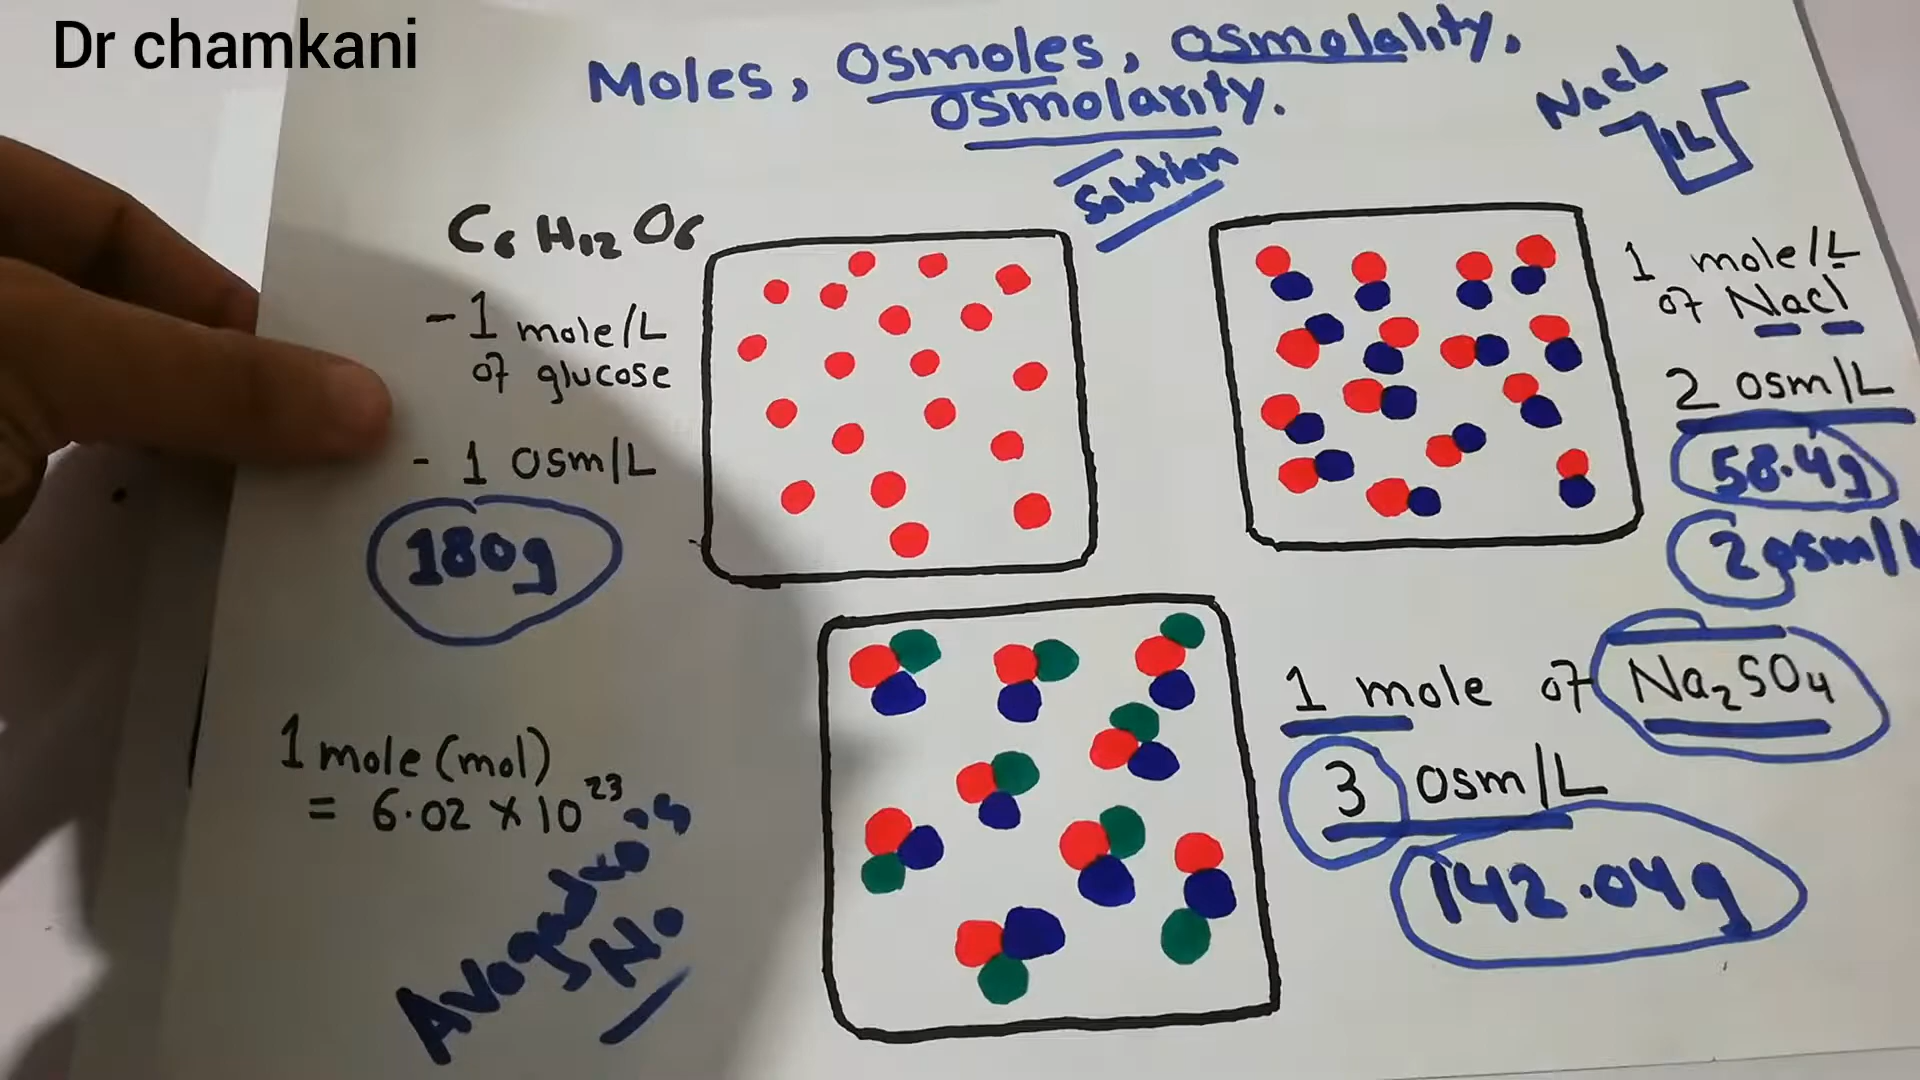 Dr chamkani
Moles, Osmoles, Osmolality,
Osmolarity.
Solution
NaCL
1L
C6 H12 O6
- 1 mole/L
of glucose
- 1 Osm/L
180g
1 mole/L
of Nacl
2 osm/L
58.4g
2 osm/L
1 mole of Na2SO4
3 osm/L
142.04g
1 mole (mol)
= 6.02 × 10 23
Avogadro's
No